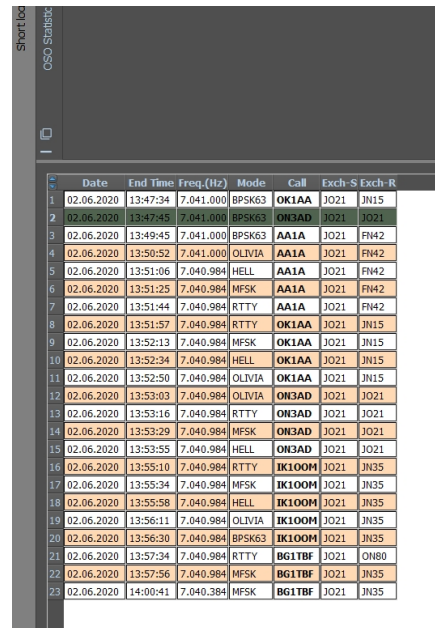 Short loc
OSO Statistic
Date End Time Freq.(Hz) Mode Call Exch-S Exch-R
1 02.06.2020 13:47:34 7.041.000 BPSK63 OK1AA JO21 JN15
2 02.06.2020 13:47:45 7.041.000 BPSK63 ON3AD JO21 JO21
3 02.06.2020 13:49:45 7.041.000 BPSK63 AA1A JO21 FN42
4 02.06.2020 13:50:52 7.041.000 OLIVIA AA1A JO21 FN42
5 02.06.2020 13:51:06 7.040.984 HELL AA1A JO21 FN42
6 02.06.2020 13:51:25 7.040.984 MFSK AA1A JO21 FN42
7 02.06.2020 13:51:44 7.040.984 RTTY AA1A JO21 FN42
8 02.06.2020 13:51:57 7.040.984 RTTY OK1AA JO21 JN15
9 02.06.2020 13:52:13 7.040.984 MFSK OK1AA JO21 JN15
10 02.06.2020 13:52:34 7.040.984 HELL OK1AA JO21 JN15
11 02.06.2020 13:52:50 7.040.984 OLIVIA OK1AA JO21 JN15
12 02.06.2020 13:53:03 7.040.984 OLIVIA ON3AD JO21 JO21
13 02.06.2020 13:53:16 7.040.984 RTTY ON3AD JO21 JO21
14 02.06.2020 13:53:29 7.040.984 MFSK ON3AD JO21 JO21
15 02.06.2020 13:53:55 7.040.984 HELL ON3AD JO21 JO21
16 02.06.2020 13:55:10 7.040.984 RTTY IK1OOM JO21 JN35
17 02.06.2020 13:55:34 7.040.984 MFSK IK1OOM JO21 JN35
18 02.06.2020 13:55:58 7.040.984 HELL IK1OOM JO21 JN35
19 02.06.2020 13:56:11 7.040.984 OLIVIA IK1OOM JO21 JN35
20 02.06.2020 13:56:30 7.040.984 BPSK63 IK1OOM JO21 JN35
21 02.06.2020 13:57:34 7.040.984 RTTY BG1TBF JO21 ON80
22 02.06.2020 13:57:56 7.040.984 MFSK BG1TBF JO21 JN35
23 02.06.2020 14:00:41 7.040.384 MFSK BG1TBF JO21 JN35